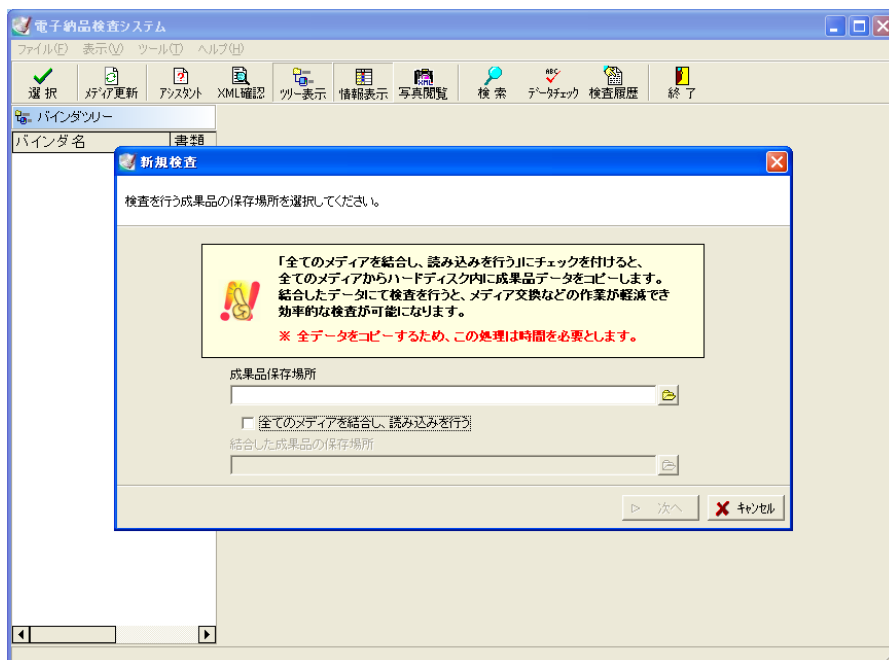 電子納品検査システム
ファイル(F) 表示(V) ツール(T) ヘルプ(H)
選択 メディア更新 アシスタント XML確認 ツリー表示 情報表示 写真閲覧 検索 データチェック 検査履歴 終了
バインダツリー
バインダ名 書類
新規検査
検査を行う成果品の保存場所を選択してください。
「全てのメディアを結合し、読み込みを行う」にチェックを付けると、
全てのメディアからハードディスク内に成果品データをコピーします。
結合したデータにて検査を行うと、メディア交換などの作業が軽減でき
効率的な検査が可能になります。
※ 全データをコピーするため、この処理は時間を必要とします。
成果品保存場所
全てのメディアを結合し、読み込みを行う
結合した成果品の保存場所
次へ キャンセル